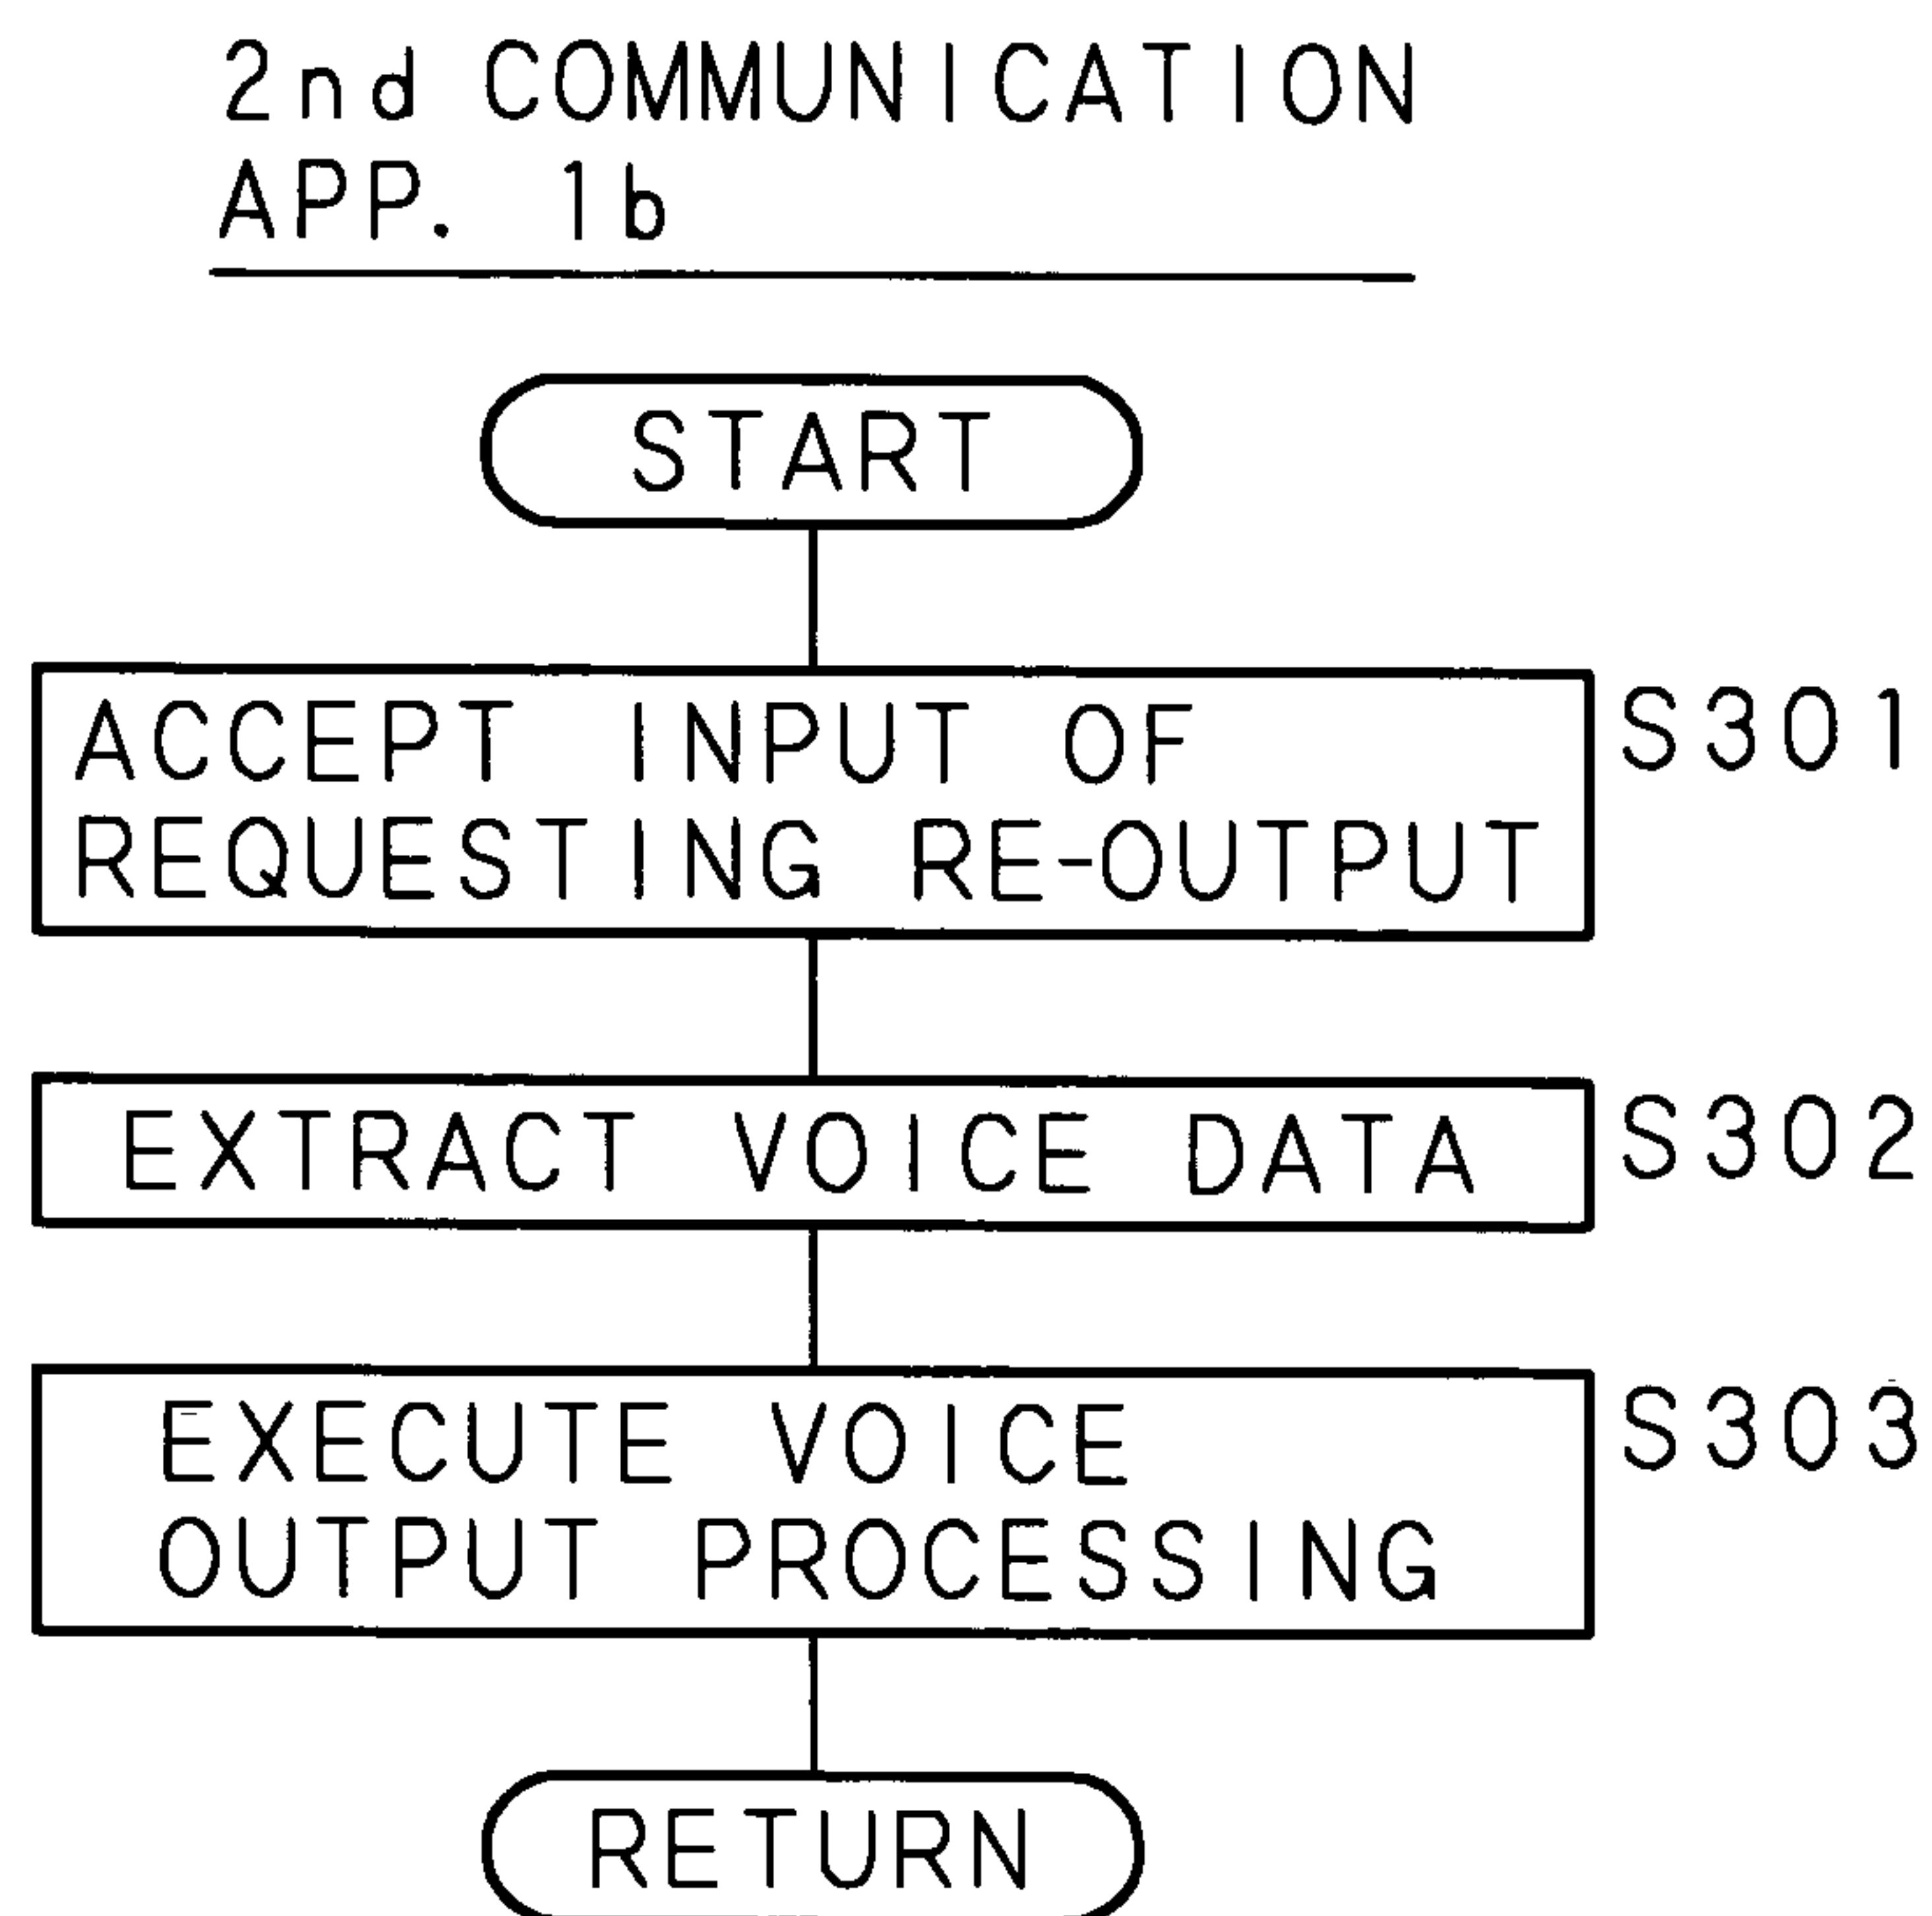 2nd COMMUNICATION
APP. 1b
START
ACCEPT INPUT OF
REQUESTING RE-OUTPUT
S301
EXTRACT VOICE DATA
S302
EXECUTE VOICE
OUTPUT PROCESSING
S303
RETURN